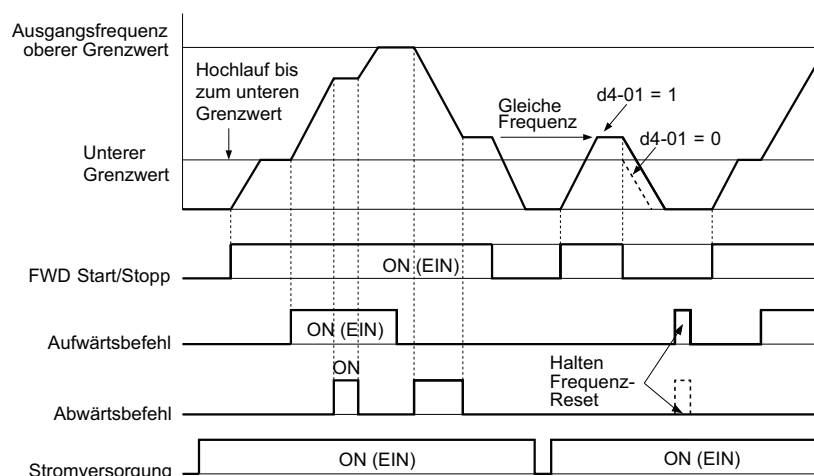 Ausgangsfrequenz
oberer Grenzwert
Hochlauf bis
zum unteren
Grenzwert
Gleiche
Frequenz
d4-01 = 1
d4-01 = 0
Unterer
Grenzwert
FWD Start/Stopp
ON (EIN)
Aufwärtsbefehl
ON (EIN)
ON
Halten
Frequenz-
Reset
Abwärtsbefehl
Stromversorgung
ON (EIN)
ON (EIN)